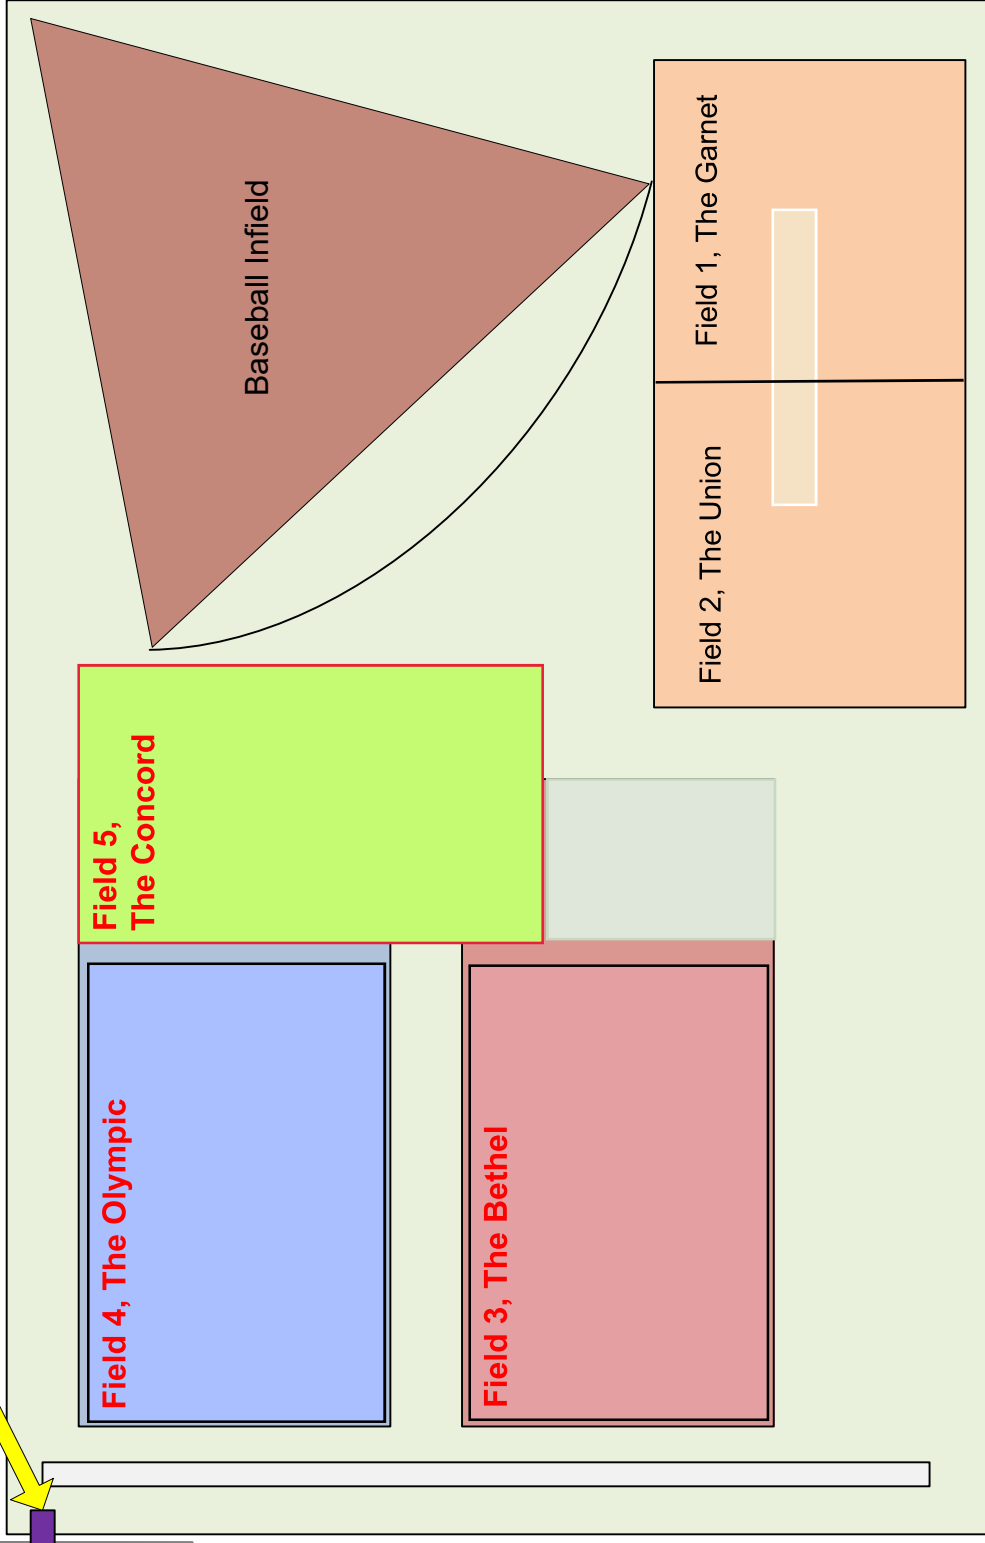 Baseball Infield
Field 1, The Garnet
Field 2, The Union
Field 5,
The Concord
Field 4, The Olympic
Field 3, The Bethel